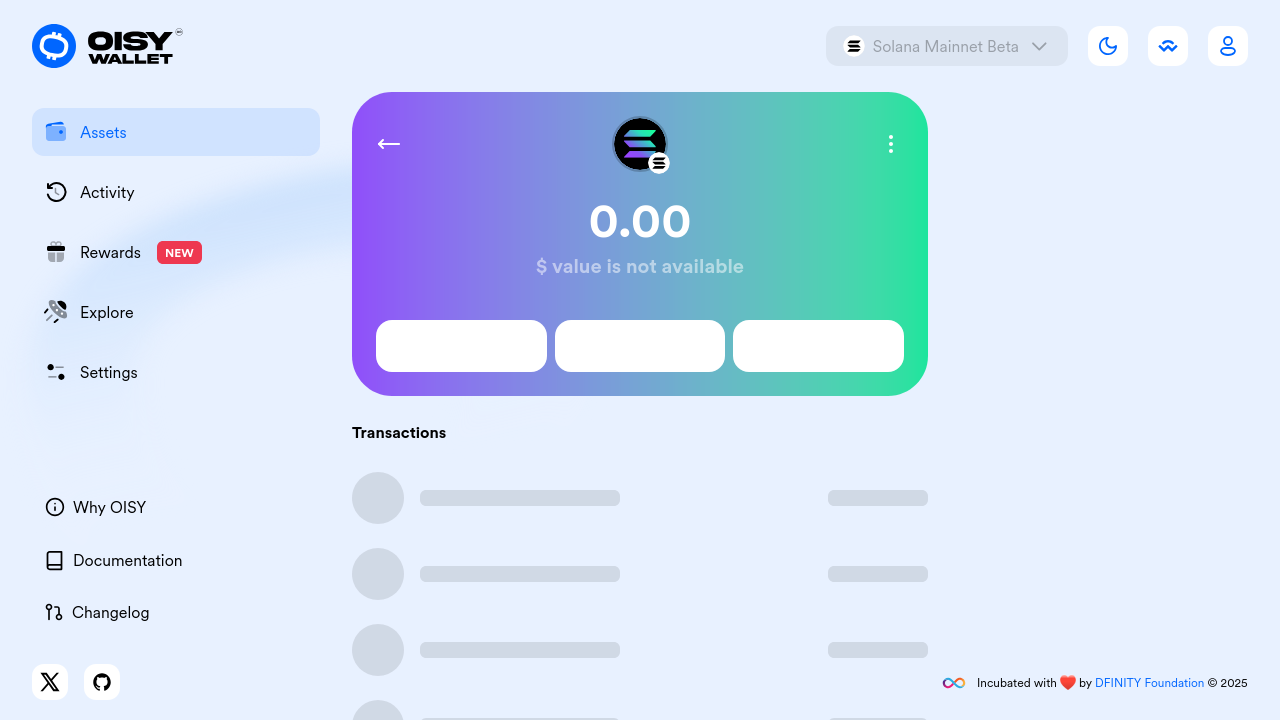 OISY
WALLET
Solana Mainnet Beta
Assets
Activity
Rewards NEW
Explore
Settings
0.00
$ value is not available
Transactions
Why OISY
Documentation
Changelog
Incubated with ❤️ by DFINITY Foundation © 2025